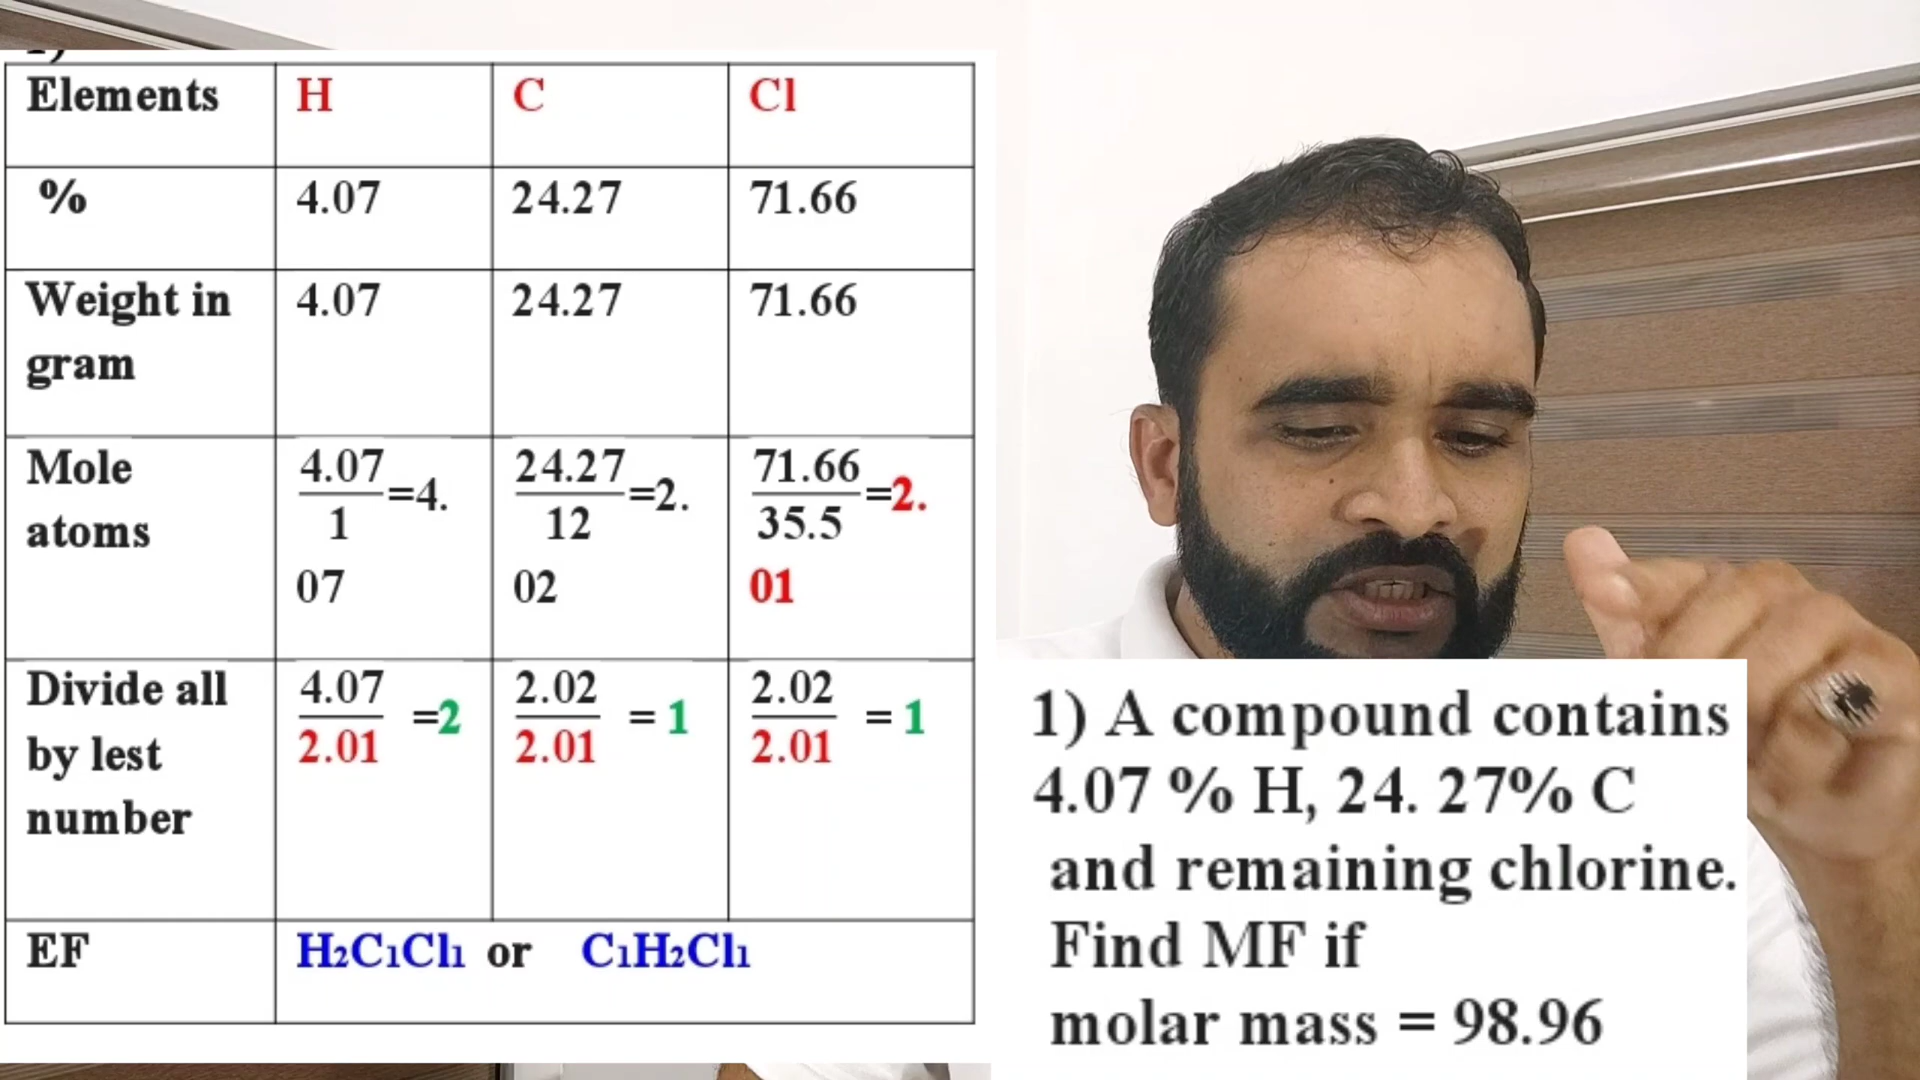 1)
Elements H C Cl
% 4.07 24.27 71.66
Weight in gram 4.07 24.27 71.66
Mole atoms 4.07/1=4.07 24.27/12=2.02 71.66/35.5=2.01
Divide all by lest number 4.07/2.01 =2 2.02/2.01 = 1 2.02/2.01 = 1
EF H₂C₁Cl₁ or C₁H₂Cl₁
1) A compound contains
4.07 % H, 24. 27% C
and remaining chlorine.
Find MF if
molar mass = 98.96